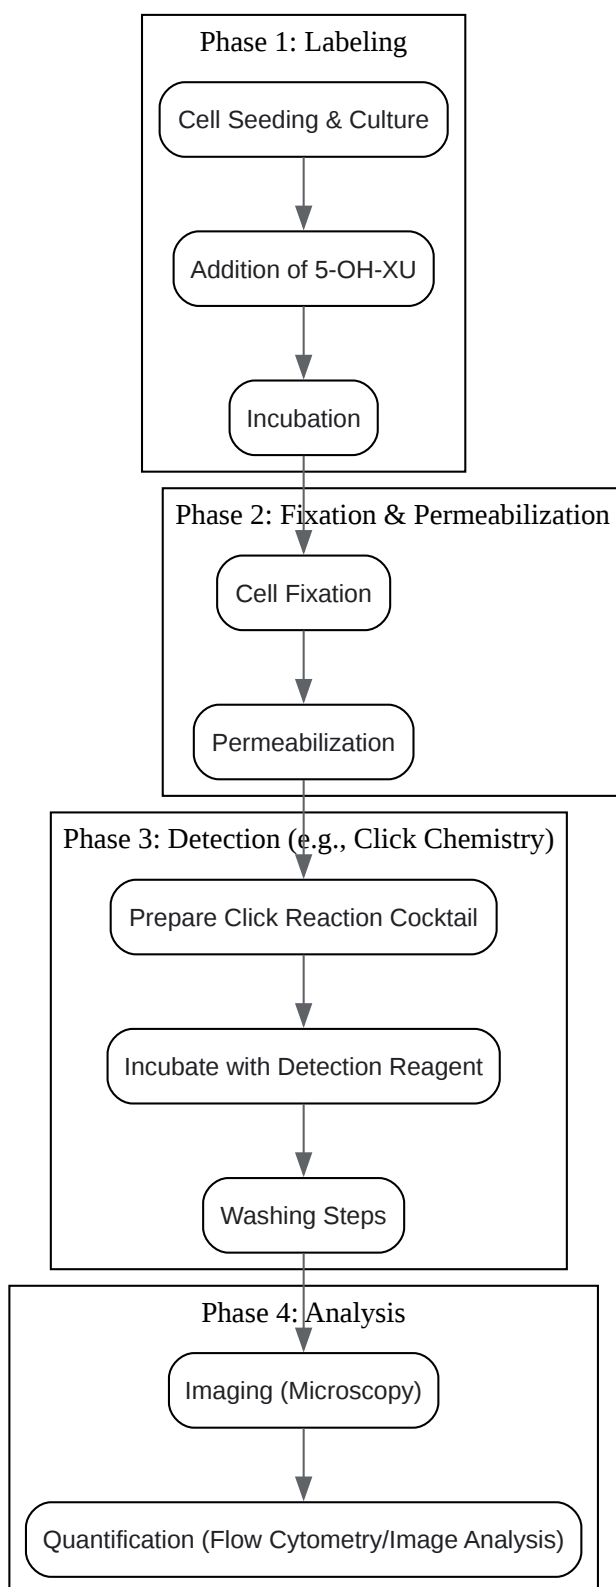 Phase 1: Labeling
Cell Seeding & Culture
Addition of 5-OH-XU
Incubation
Phase 2: Fixation & Permeabilization
Cell Fixation
Permeabilization
Phase 3: Detection (e.g., Click Chemistry)
Prepare Click Reaction Cocktail
Incubate with Detection Reagent
Washing Steps
Phase 4: Analysis
Imaging (Microscopy)
Quantification (Flow Cytometry/Image Analysis)